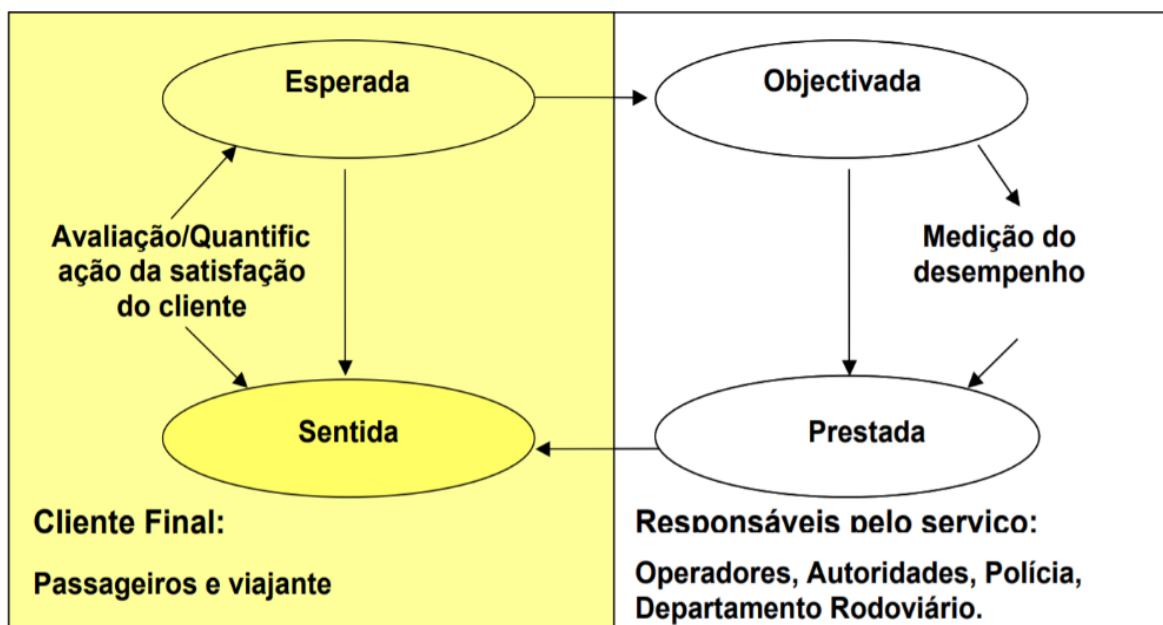 Esperada
Objectivada
Avaliação/Quantific
ação da satisfação
do cliente
Medição do
desempenho
Sentida
Prestada
Cliente Final:
Passageiros e viajante
Responsáveis pelo serviço:
Operadores, Autoridades, Polícia,
Departamento Rodoviário.